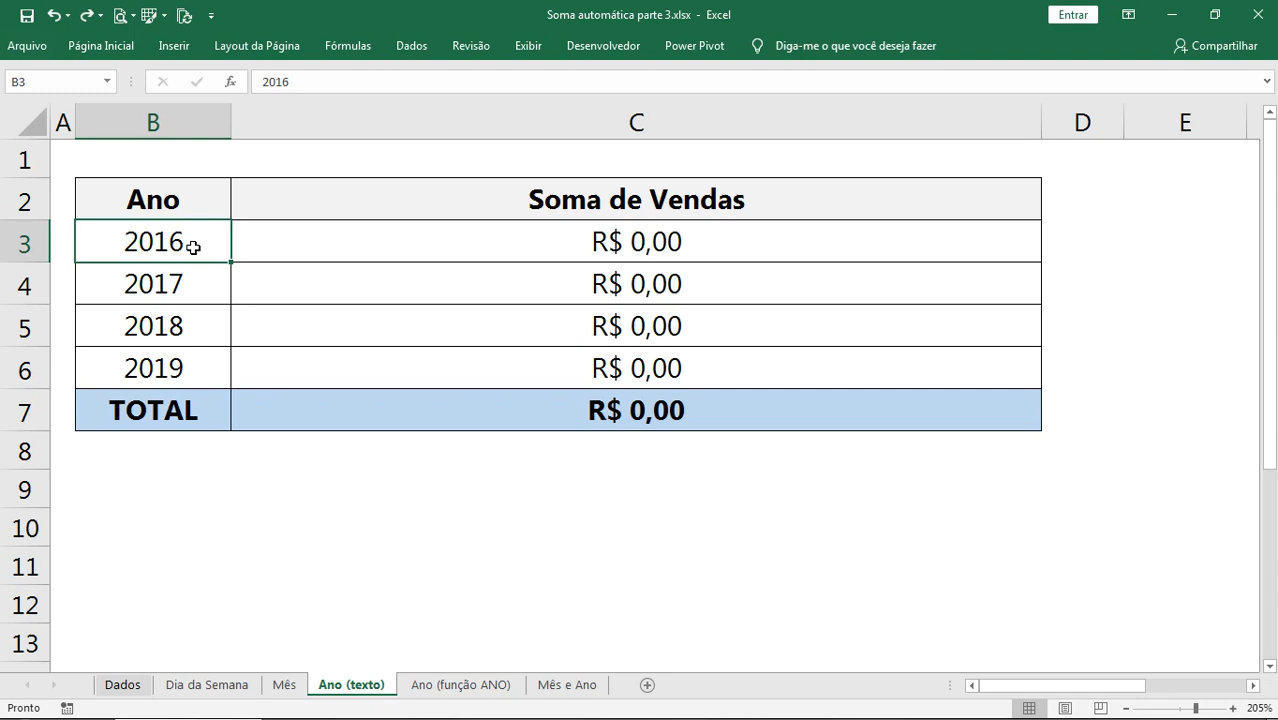 Soma automática parte 3.xlsx - Excel
Entrar
Arquivo Página Inicial Inserir Layout da Página Fórmulas Dados Revisão Exibir Desenvolvedor Power Pivot Diga-me o que você deseja fazer Compartilhar
B3 fx 2016
A B C D E
1
2 Ano Soma de Vendas
3 2016 R$ 0,00
4 2017 R$ 0,00
5 2018 R$ 0,00
6 2019 R$ 0,00
7 TOTAL R$ 0,00
8
9
10
11
12
13
Dados Dia da Semana Mês Ano (texto) Ano (função ANO) Mês e Ano
Pronto 205%